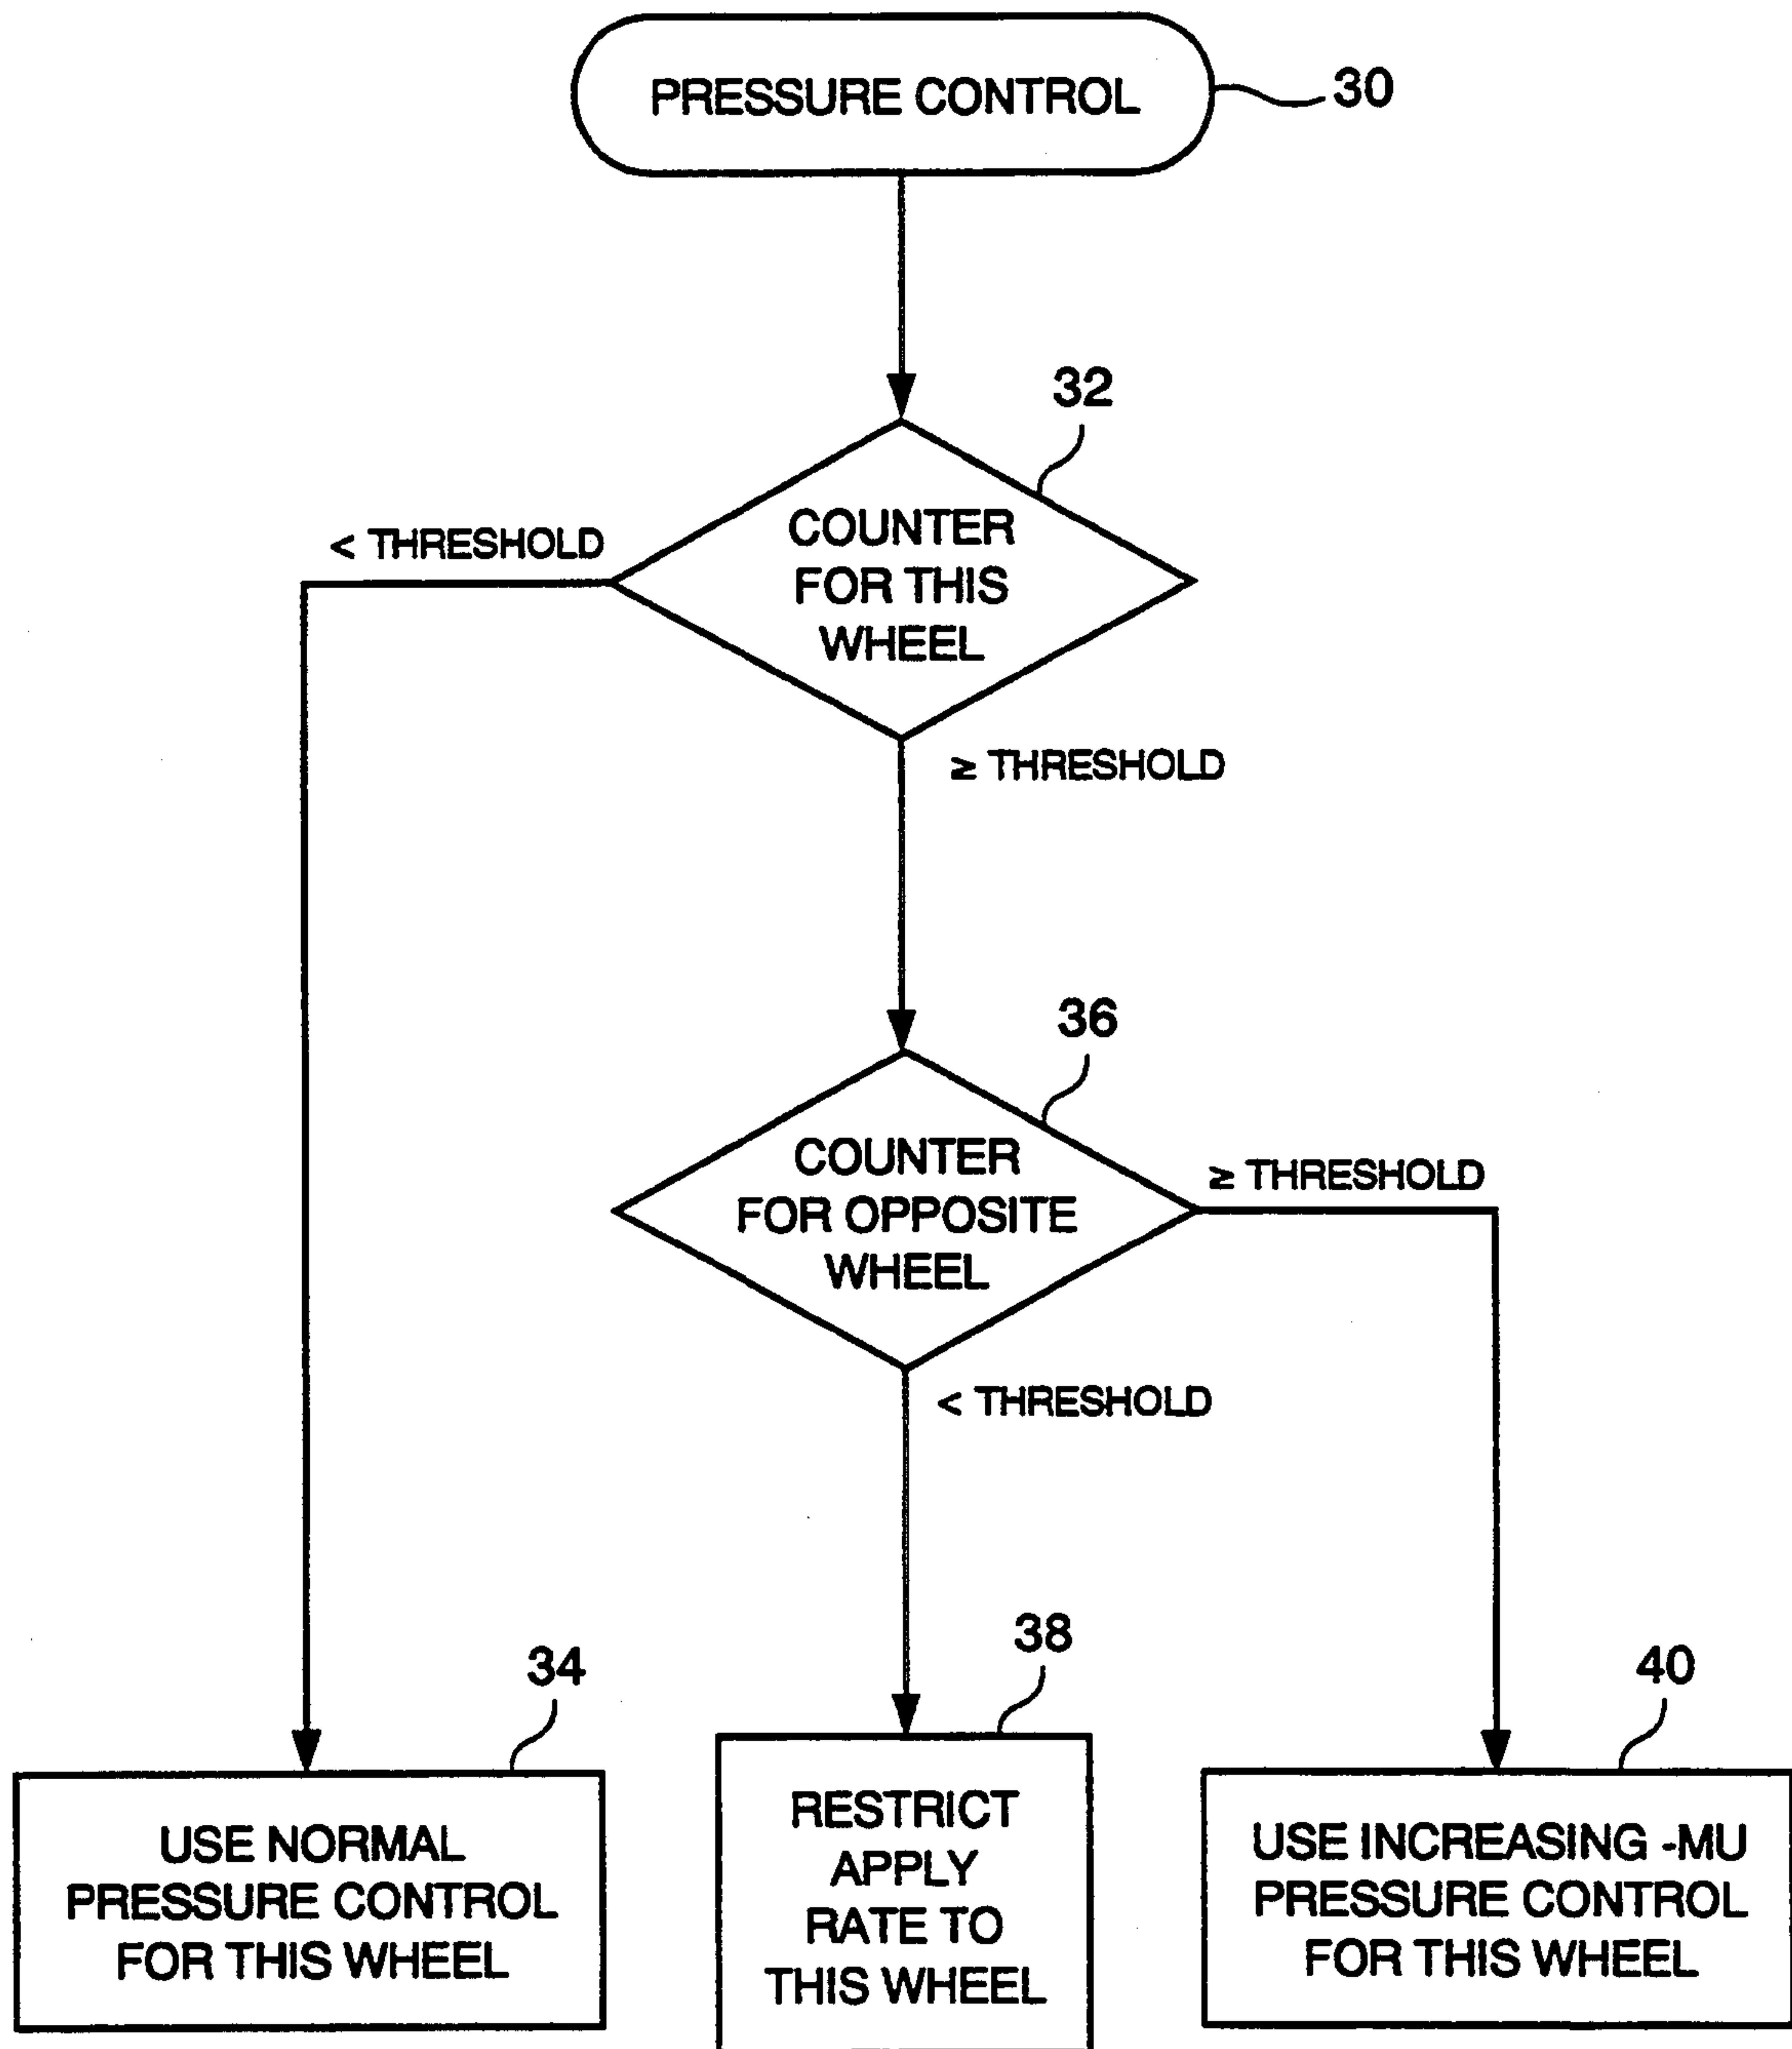 PRESSURE CONTROL
30
32
COUNTER
FOR THIS
WHEEL
< THRESHOLD
≥ THRESHOLD
36
COUNTER
FOR OPPOSITE
WHEEL
≥ THRESHOLD
< THRESHOLD
34
USE NORMAL
PRESSURE CONTROL
FOR THIS WHEEL
38
RESTRICT
APPLY
RATE TO
THIS WHEEL
40
USE INCREASING -MU
PRESSURE CONTROL
FOR THIS WHEEL